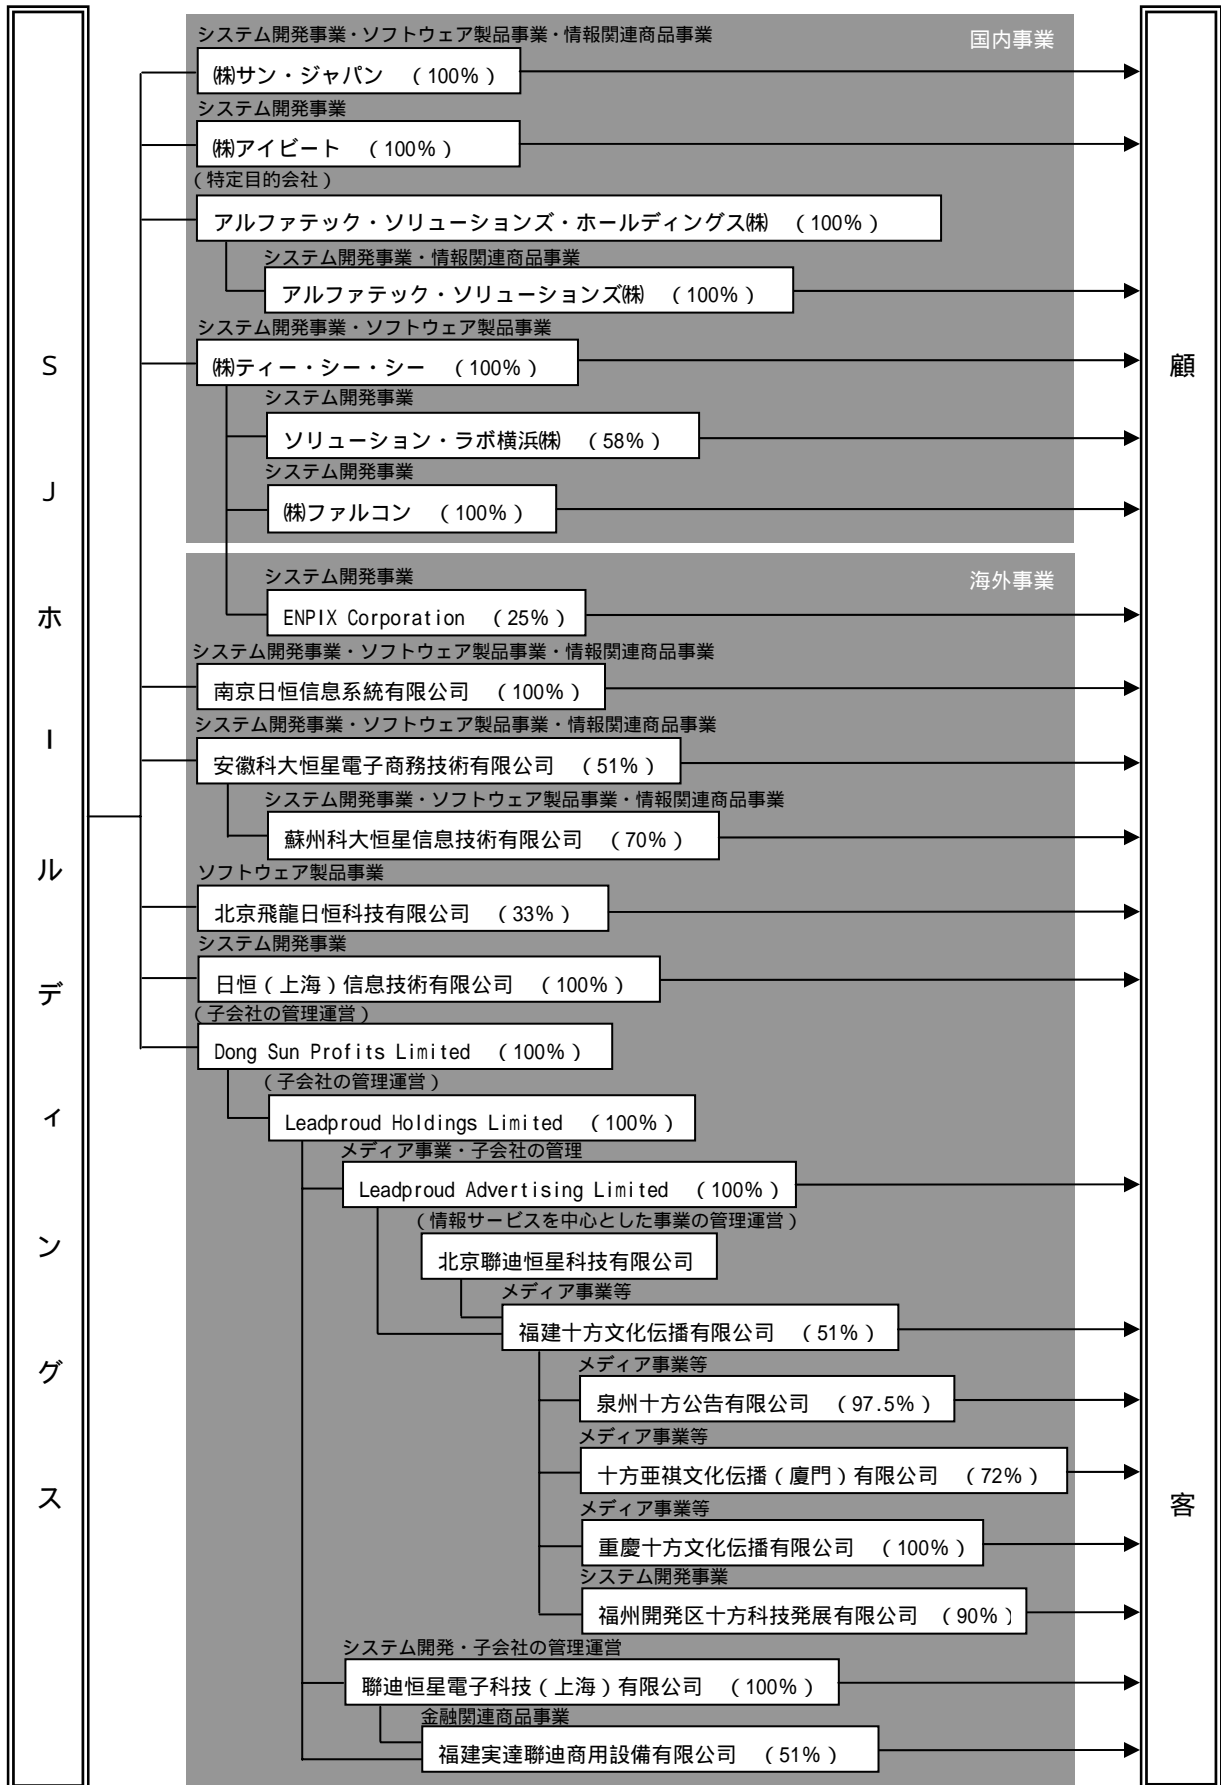 SJホールディングス
顧客
システム開発事業・ソフトウェア製品事業・情報関連商品事業
国内事業
㈱サン・ジャパン （100%）
システム開発事業
㈱アイビート （100%）
（特定目的会社）
アルファテック・ソリューションズ・ホールディングス㈱ （100%）
システム開発事業・情報関連商品事業
アルファテック・ソリューションズ㈱ （100%）
システム開発事業・ソフトウェア製品事業
㈱ティー・シー・シー （100%）
システム開発事業
ソリューション・ラボ横浜㈱ （58%）
システム開発事業
㈱ファルコン （100%）
システム開発事業
海外事業
ENPIX Corporation （25%）
システム開発事業・ソフトウェア製品事業・情報関連商品事業
南京日恒信息系統有限公司 （100%）
システム開発事業・ソフトウェア製品事業・情報関連商品事業
安徽科大恒星電子商務技術有限公司 （51%）
システム開発事業・ソフトウェア製品事業・情報関連商品事業
蘇州科大恒星信息技術有限公司 （70%）
ソフトウェア製品事業
北京飛龍日恒科技有限公司 （33%）
システム開発事業
日恒（上海）信息技術有限公司 （100%）
（子会社の管理運営）
Dong Sun Profits Limited （100%）
（子会社の管理運営）
Leadproud Holdings Limited （100%）
メディア事業・子会社の管理
Leadproud Advertising Limited （100%）
（情報サービスを中心とした事業の管理運営）
北京聯迪恒星科技有限公司
メディア事業等
福建十方文化伝播有限公司 （51%）
メディア事業等
泉州十方公告有限公司 （97.5%）
メディア事業等
十方亜祺文化伝播（廈門）有限公司 （72%）
メディア事業等
重慶十方文化伝播有限公司 （100%）
システム開発事業
福州開発区十方科技発展有限公司 （90%）
システム開発・子会社の管理運営
聯迪恒星電子科技（上海）有限公司 （100%）
金融関連商品事業
福建実達聯迪商用設備有限公司 （51%）